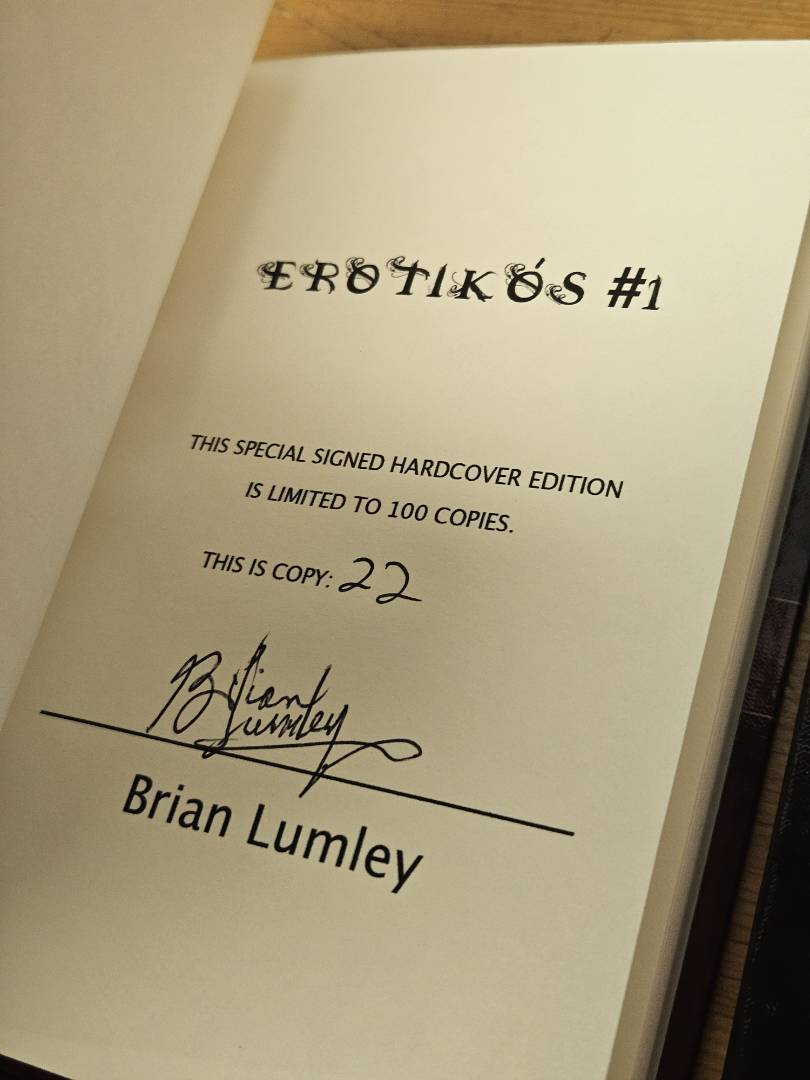 EROTIKÓS #1
THIS SPECIAL SIGNED HARDCOVER EDITION
IS LIMITED TO 100 COPIES.
THIS IS COPY: 22
Brian
Lumley
Brian Lumley